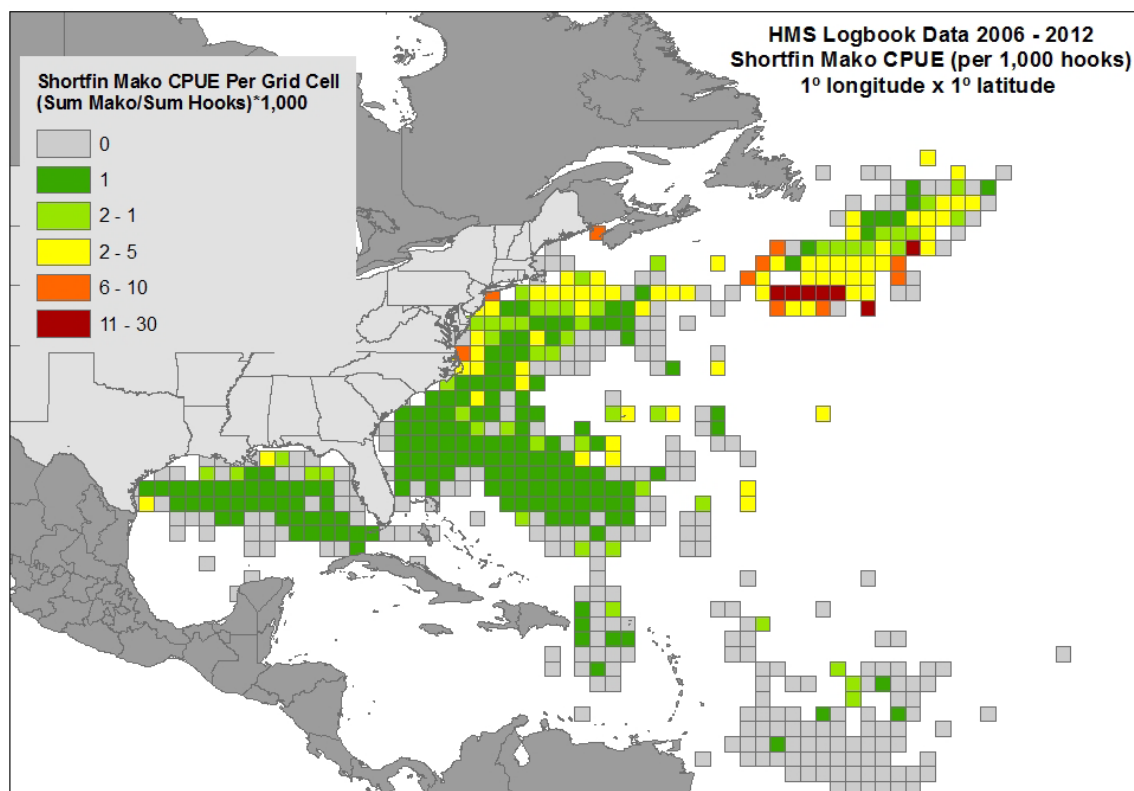 HMS Logbook Data 2006 - 2012
Shortfin Mako CPUE (per 1,000 hooks)
1º longitude x 1º latitude
Shortfin Mako CPUE Per Grid Cell
(Sum Mako/Sum Hooks)*1,000
0
1
2 - 1
2 - 5
6 - 10
11 - 30